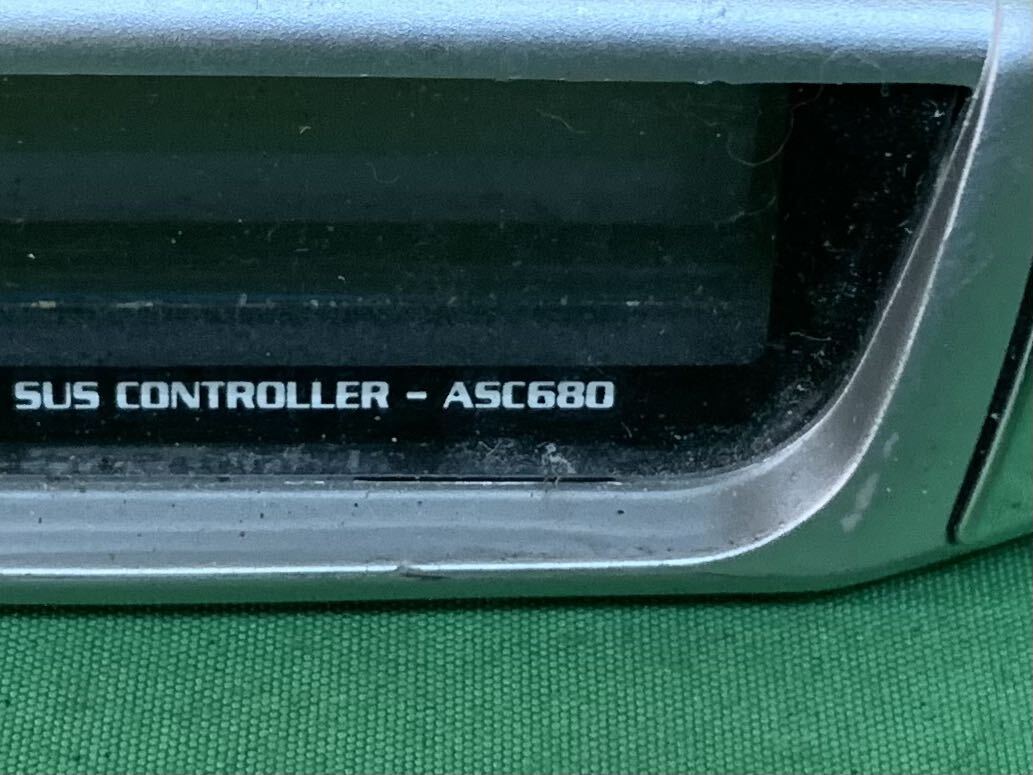 SUS CONTROLLER - ASC680